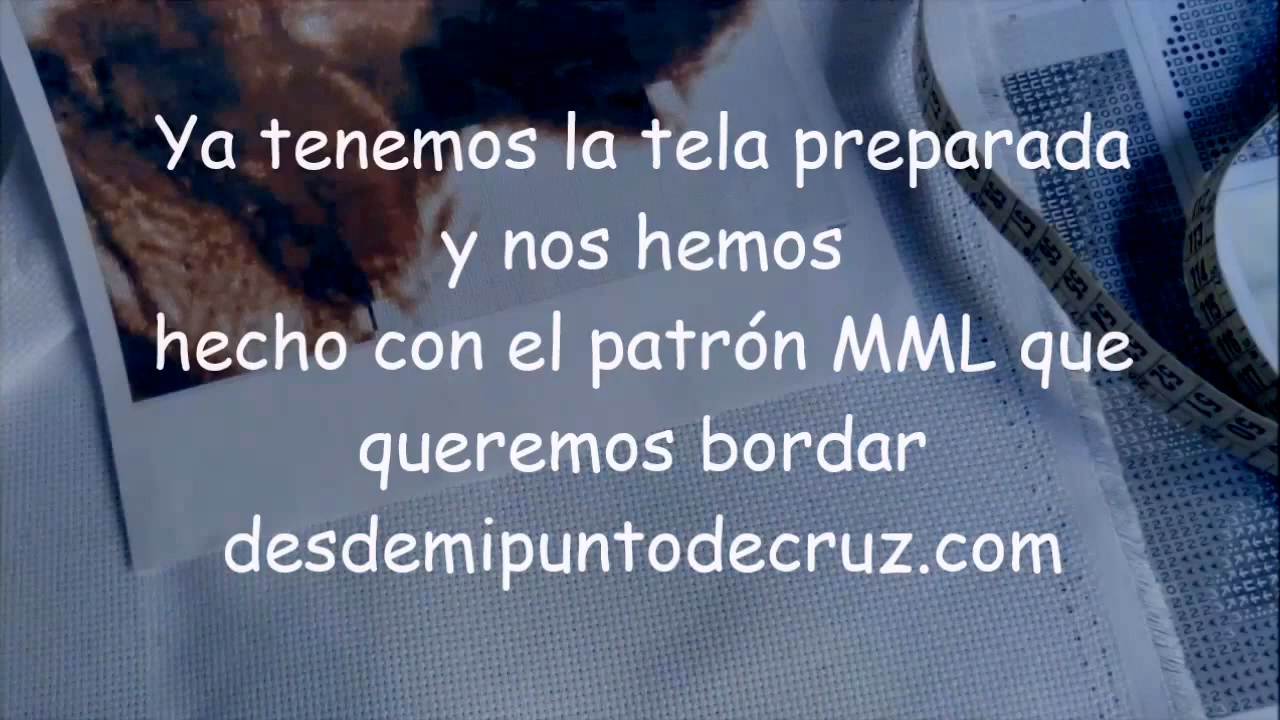 Ya tenemos la tela preparada
y nos hemos
hecho con el patrón MML que
queremos bordar
desdemipuntodecruz.com